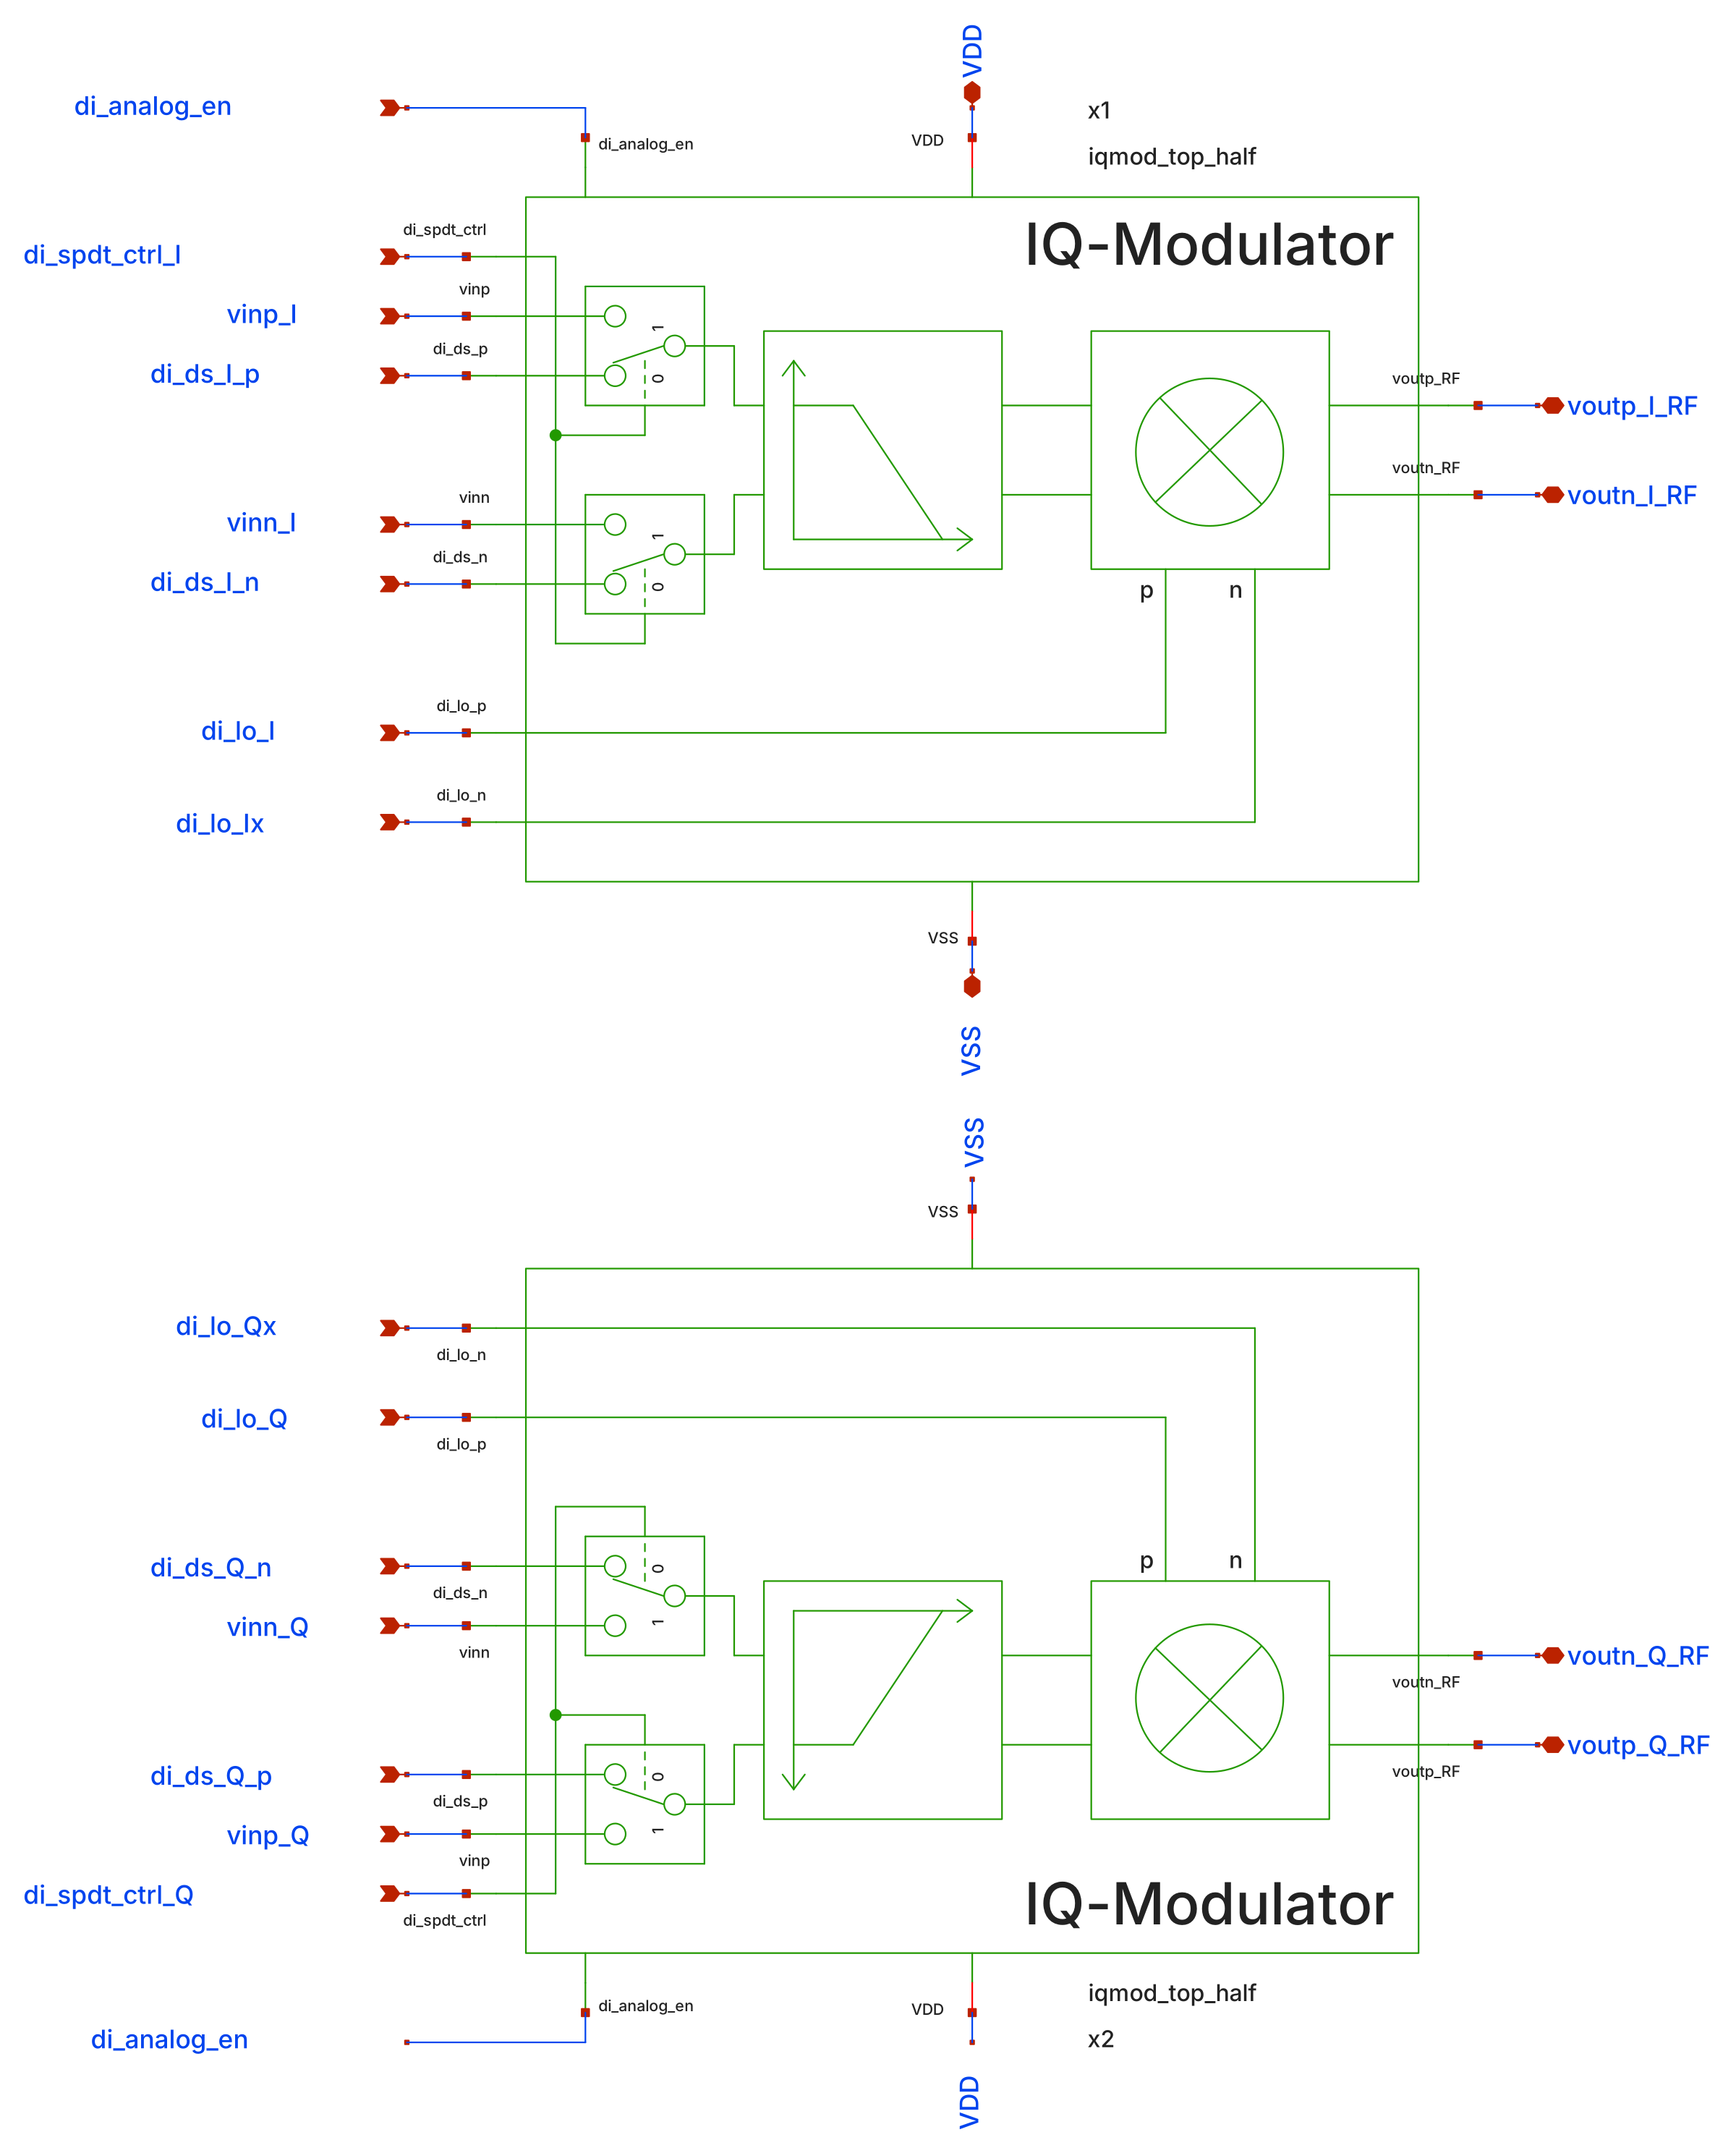 VDD
di_analog_en
x1
di_analog_en
VDD
iqmod_top_half
IQ-Modulator
di_spdt_ctrl
di_spdt_ctrl_I
vinp
vinp_I
1
di_ds_p
di_ds_I_p
0
voutp_RF
voutp_I_RF
voutn_RF
voutn_I_RF
vinn
vinn_I
1
di_ds_n
di_ds_I_n
0
p n
di_lo_p
di_lo_I
di_lo_n
di_lo_Ix
VSS
VSS
VSS
VSS
di_lo_Qx
di_lo_n
di_lo_Q
di_lo_p
p n
di_ds_Q_n
0
di_ds_n
vinn_Q
1
vinn
voutn_Q_RF
voutn_RF
voutp_Q_RF
voutp_RF
di_ds_Q_p
0
di_ds_p
vinp_Q
1
vinp
di_spdt_ctrl_Q
di_spdt_ctrl
IQ-Modulator
iqmod_top_half
di_analog_en
VDD
di_analog_en
x2
VDD